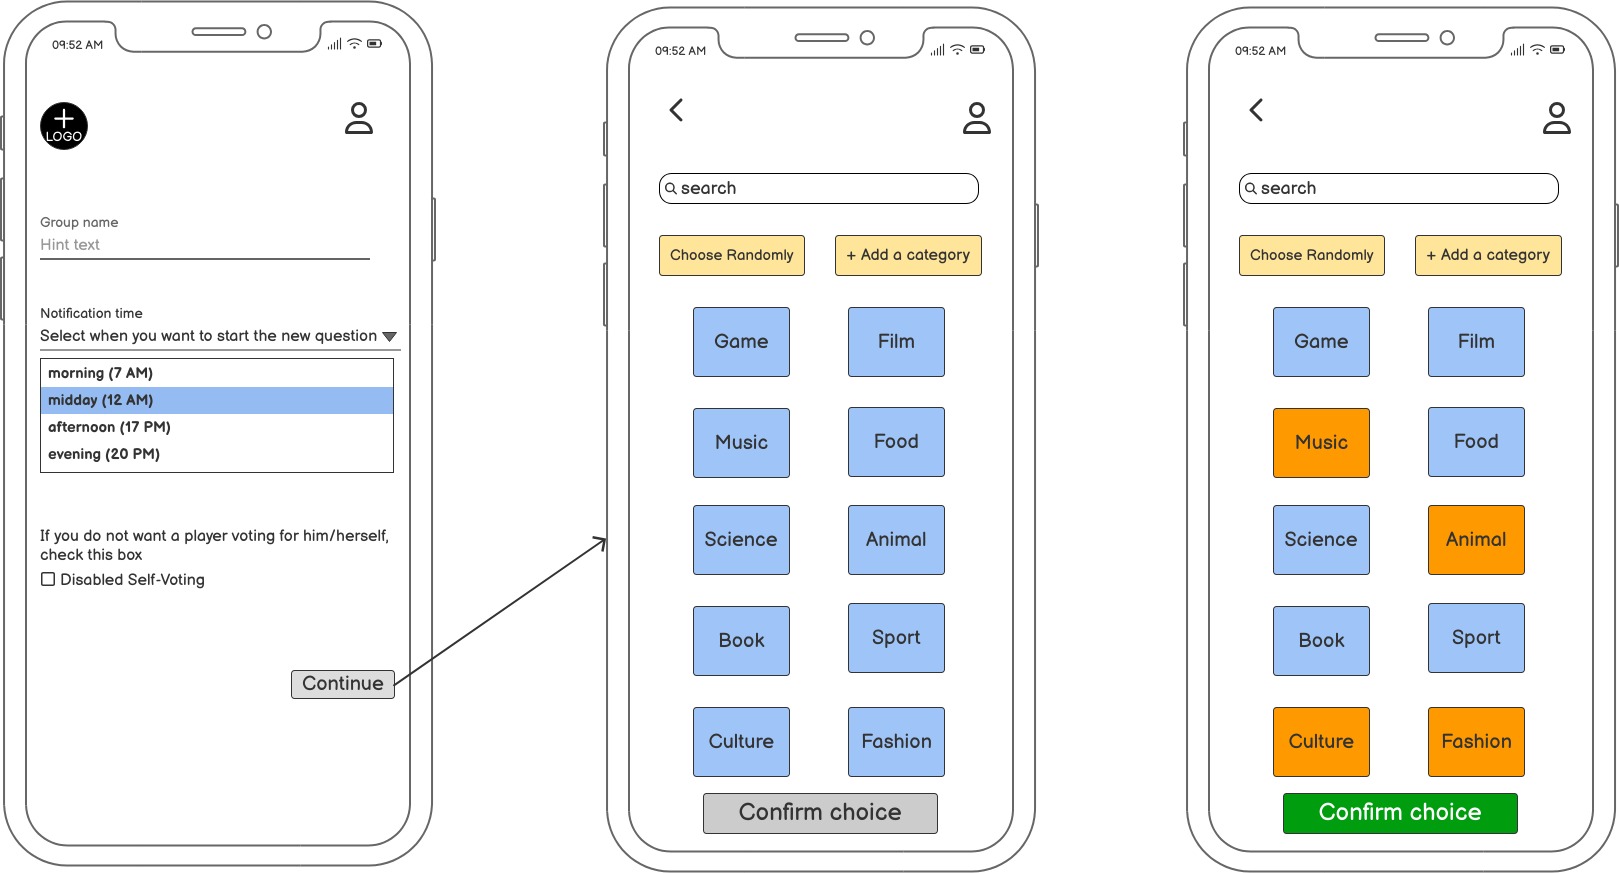 09:52 AM
LOGO
Group name
Hint text
Notification time
Select when you want to start the new question
morning (7 AM)
midday (12 AM)
afternoon (17 PM)
evening (20 PM)
If you do not want a player voting for him/herself,
check this box
Disabled Self-Voting
Continue
09:52 AM
search
Choose Randomly
+ Add a category
Game
Film
Music
Food
Science
Animal
Book
Sport
Culture
Fashion
Confirm choice
09:52 AM
search
Choose Randomly
+ Add a category
Game
Film
Music
Food
Science
Animal
Book
Sport
Culture
Fashion
Confirm choice